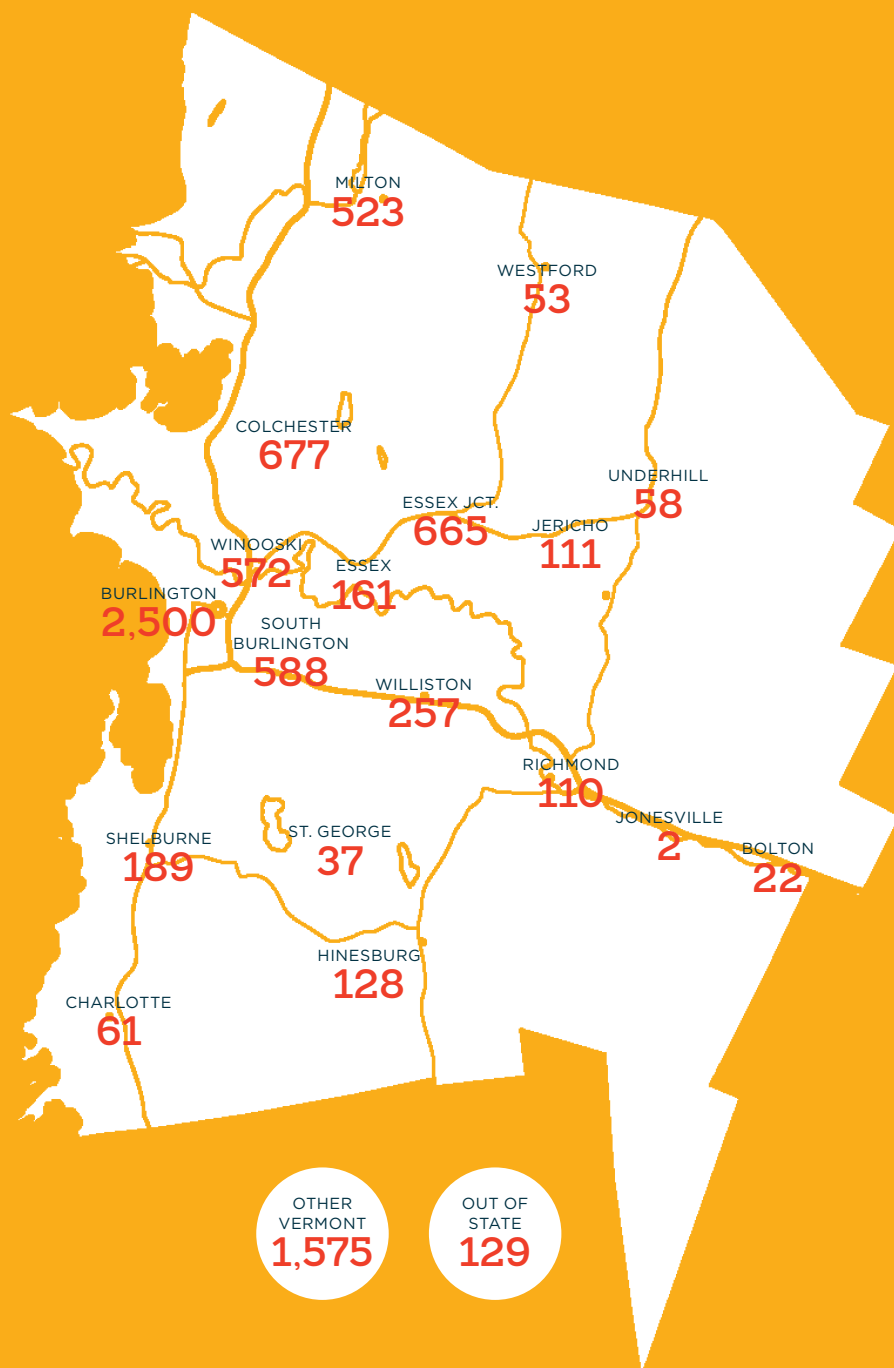 MILTON
523
WESTFORD
53
COLCHESTER
677
UNDERHILL
58
ESSEX JCT.
665
JERICHO
111
WINOOSKI
572
ESSEX
161
BURLINGTON
2,500
SOUTH
BURLINGTON
588
WILLISTON
257
RICHMOND
110
JONESVILLE
2
BOLTON
22
SHELBURNE
189
ST. GEORGE
37
HINESBURG
128
CHARLOTTE
61
OTHER
VERMONT
1,575
OUT OF
STATE
129